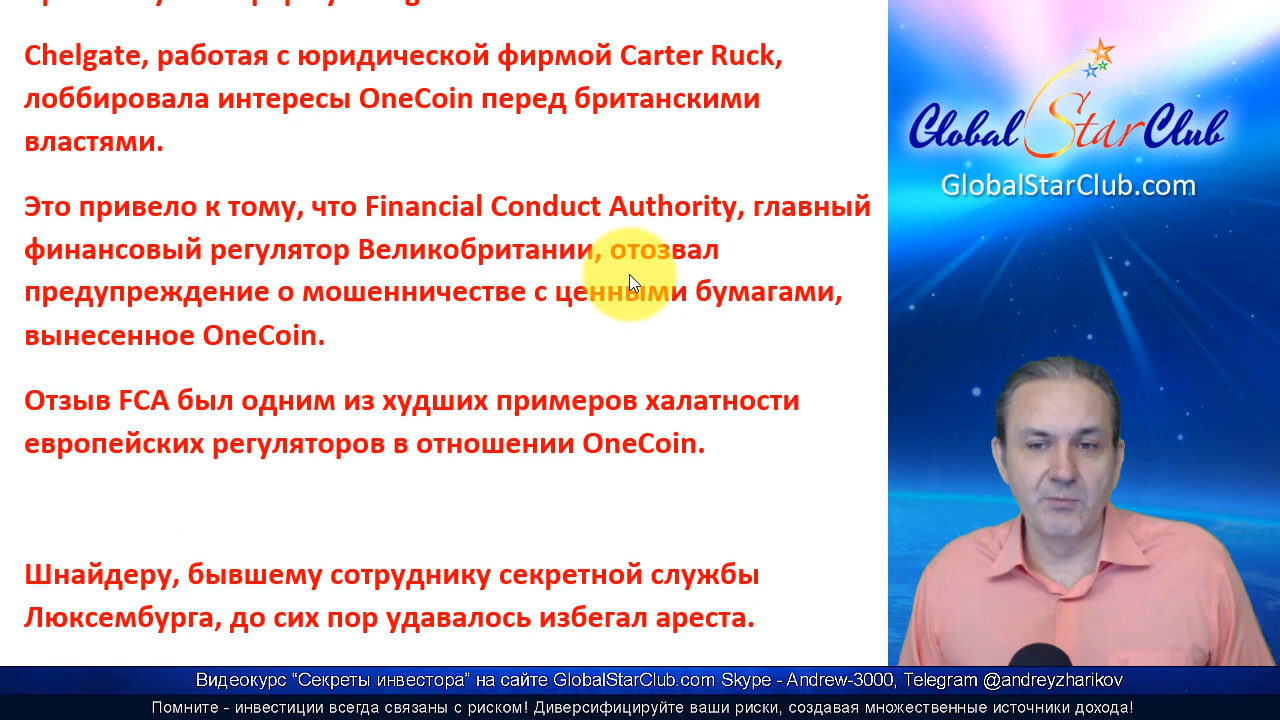 Chelgate, работая с юридической фирмой Carter Ruck,
лоббировала интересы OneCoin перед британскими
властями.
Это привело к тому, что Financial Conduct Authority, главный
финансовый регулятор Великобритании, отозвал
предупреждение о мошенничестве с ценными бумагами,
вынесенное OneCoin.
Отзыв FCA был одним из худших примеров халатности
европейских регуляторов в отношении OneCoin.
Шнайдеру, бывшему сотруднику секретной службы
Люксембурга, до сих пор удавалось избегал ареста.
Global Star Club
GlobalStarClub.com
Видеокурс “Секреты инвестора” на сайте GlobalStarClub.com Skype - Andrew-3000, Telegram @andreyzharikov
Помните - инвестиции всегда связаны с риском! Диверсифицируйте ваши риски, создавая множественные источники дохода!